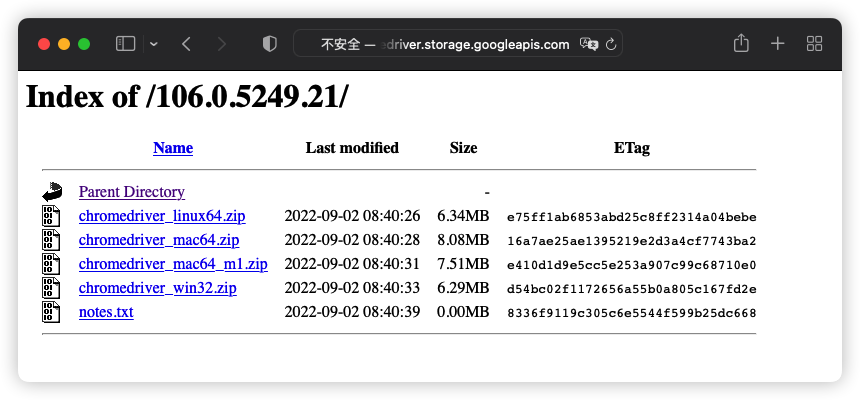 不安全 — driver.storage.googleapis.com
Index of /106.0.5249.21/
Name Last modified Size ETag
Parent Directory -
chromedriver_linux64.zip 2022-09-02 08:40:26 6.34MB e75ff1ab6853abd25c8ff2314a04bebe
chromedriver_mac64.zip 2022-09-02 08:40:28 8.08MB 16a7ae25ae1395219e2d3a4cf7743ba2
chromedriver_mac64_m1.zip 2022-09-02 08:40:31 7.51MB e410d1d9e5cc5e253a907c99c68710e0
chromedriver_win32.zip 2022-09-02 08:40:33 6.29MB d54bc02f1172656a55b0a805c167fd2e
notes.txt 2022-09-02 08:40:39 0.00MB 8336f9119c305c6e5544f599b25dc668